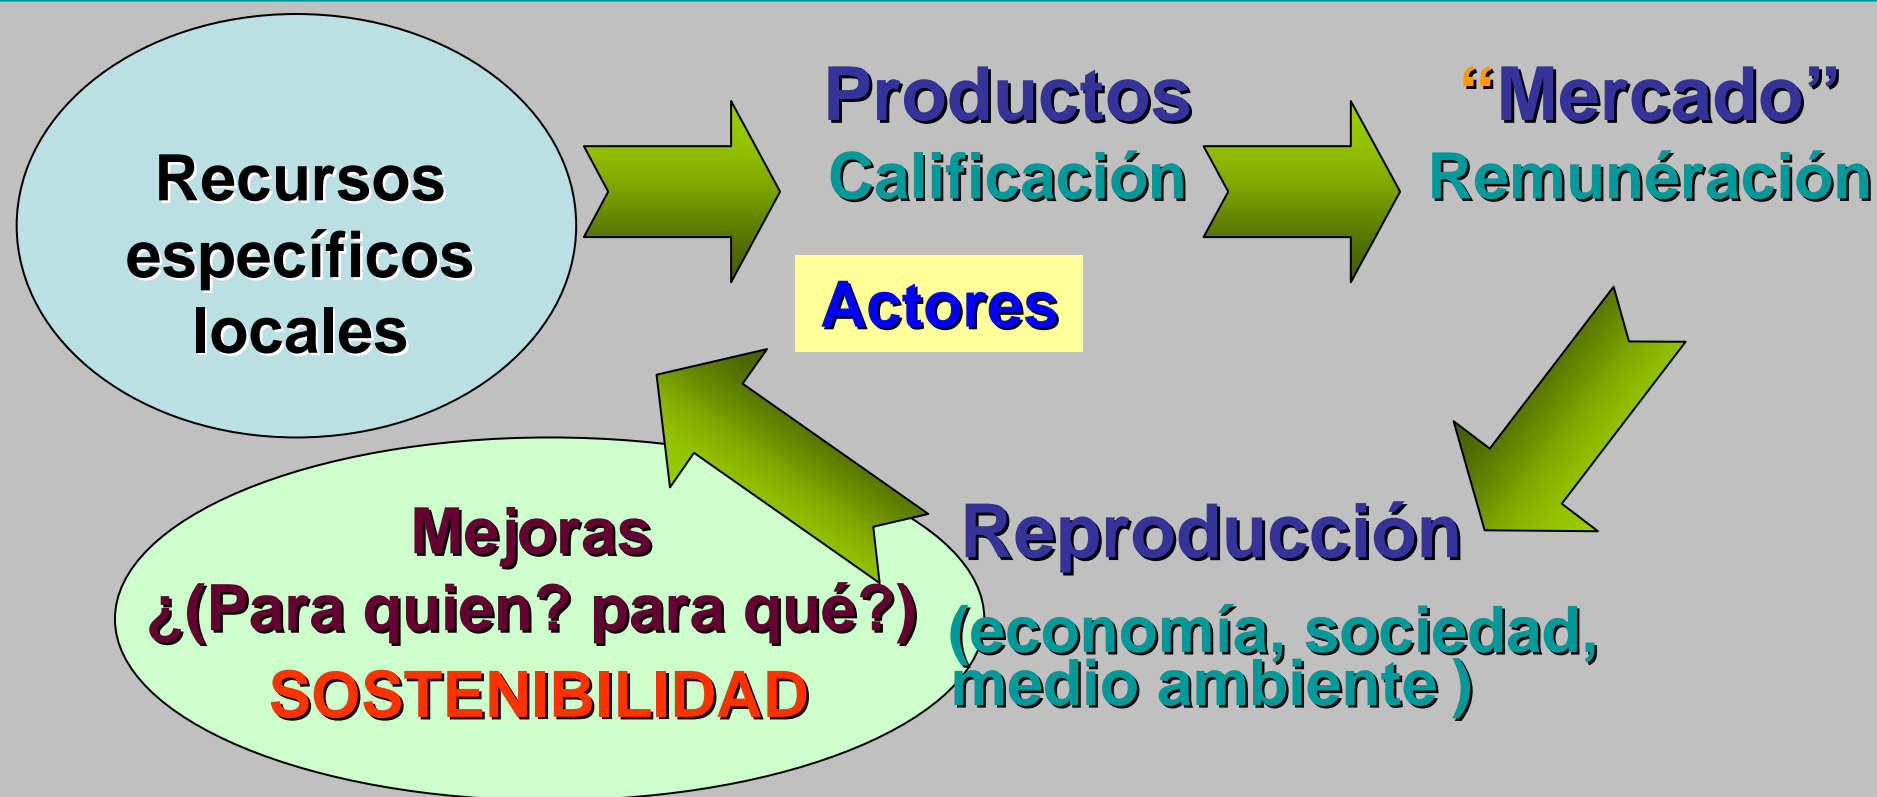 Recursos
específicos
locales
Productos
Calificación
“Mercado”
Remunéración
Actores
Mejoras
¿(Para quien? para qué?)
SOSTENIBILIDAD
Reproducción
(economía, sociedad,
medio ambiente )